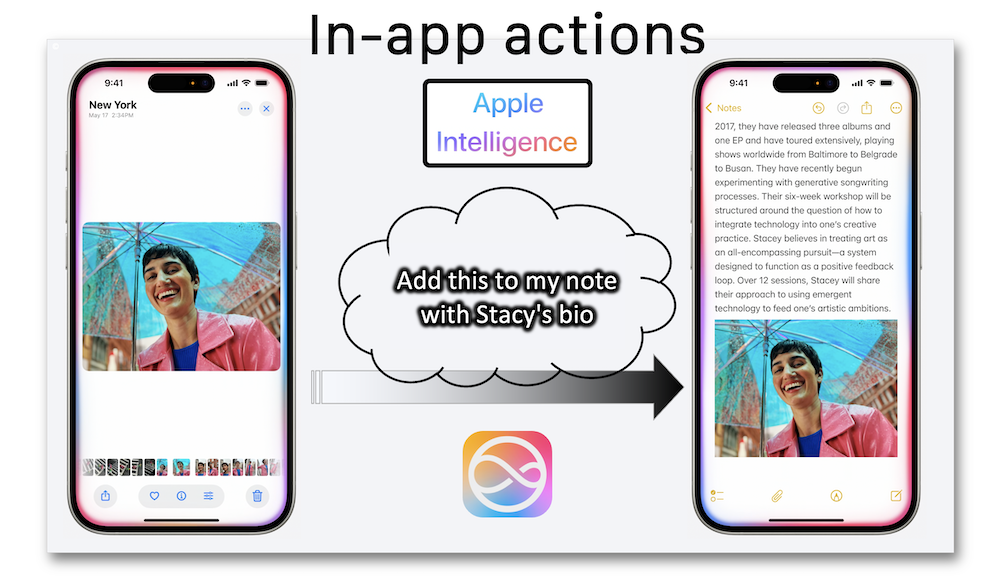 In-app actions
9:41
New York
May 17 2:34PM
Apple
Intelligence
Add this to my note
with Stacy's bio
9:41
Notes
2017, they have released three albums and
one EP and have toured extensively, playing
shows worldwide from Baltimore to Belgrade
to Busan. They have recently begun
experimenting with generative songwriting
processes. Their six-week workshop will be
structured around the question of how to
integrate technology into one's creative
practice. Stacey believes in treating art as
an all-encompassing pursuit—a system
designed to function as a positive feedback
loop. Over 12 sessions, Stacey will share
their approach to using emergent
technology to feed one's artistic ambitions.